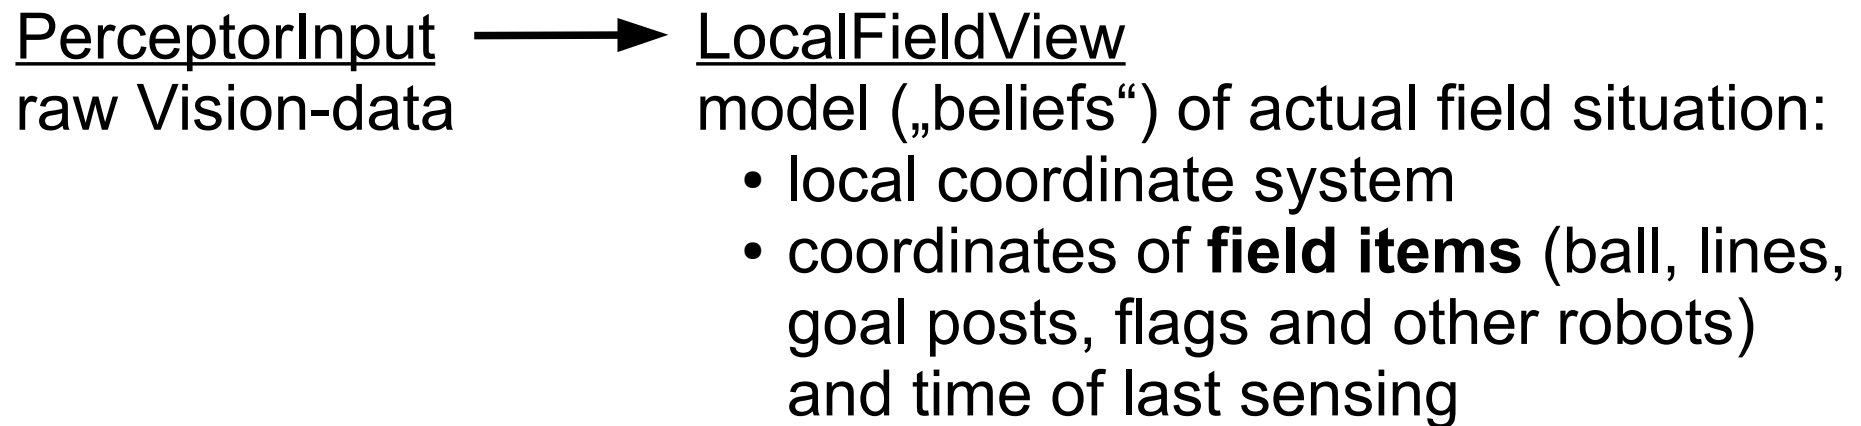 PerceptorInput
raw Vision-data
LocalFieldView
model („beliefs“) of actual field situation:
• local coordinate system
• coordinates of field items (ball, lines,
goal posts, flags and other robots)
and time of last sensing